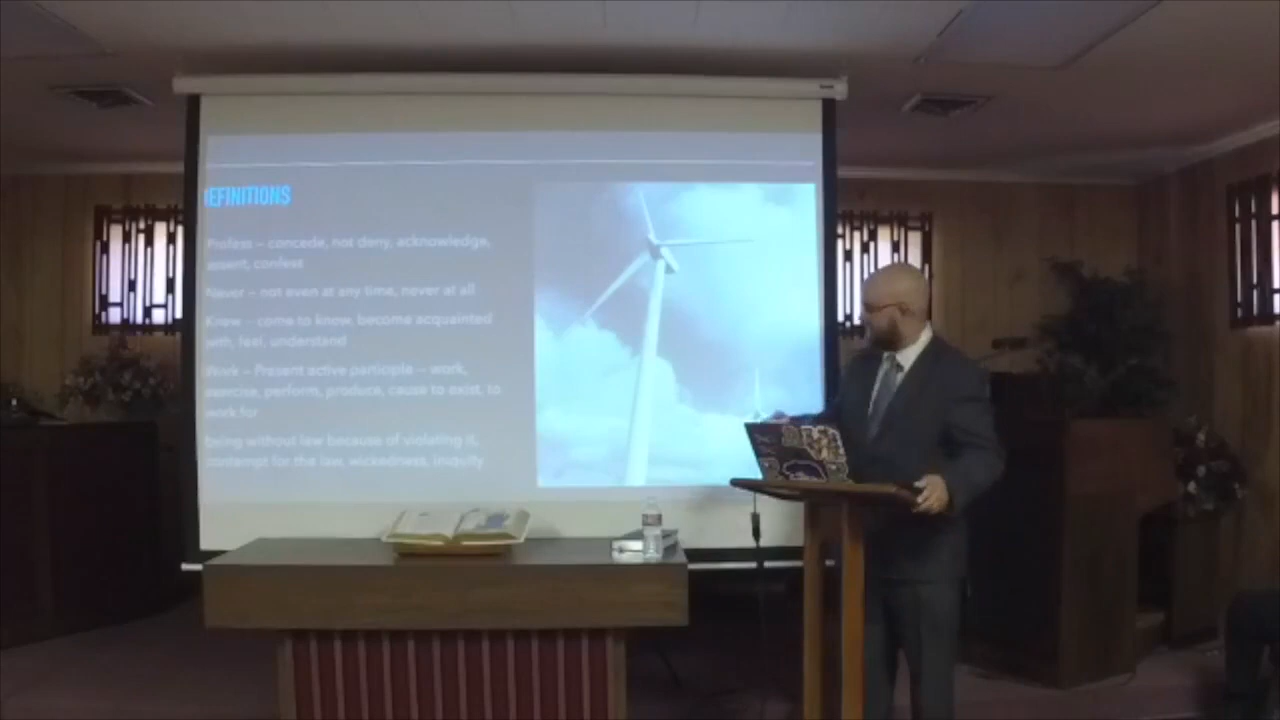 EFINITIONS
Profess – concede, not deny, acknowledge,
assent, confess
Never – not even at any time, never at all
Know – come to know, become acquainted
with, feel, understand
Work – Present active participle – work,
exercise, perform, produce, cause to exist, to
work for
being without law because of violating it,
contempt for the law, wickedness, iniquity